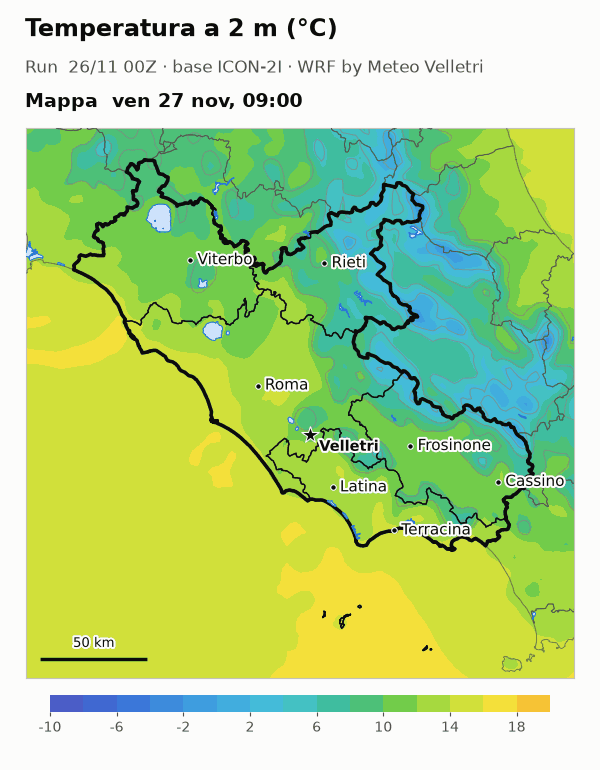 Temperatura a 2 m (°C)
Run  26/11 00Z · base ICON-2I · WRF by Meteo Velletri
Mappa  ven 27 nov, 09:00
Viterbo
Rieti
Roma
Velletri
Frosinone
Cassino
Latina
Terracina
50 km
-10 -6 -2 2 6 10 14 18